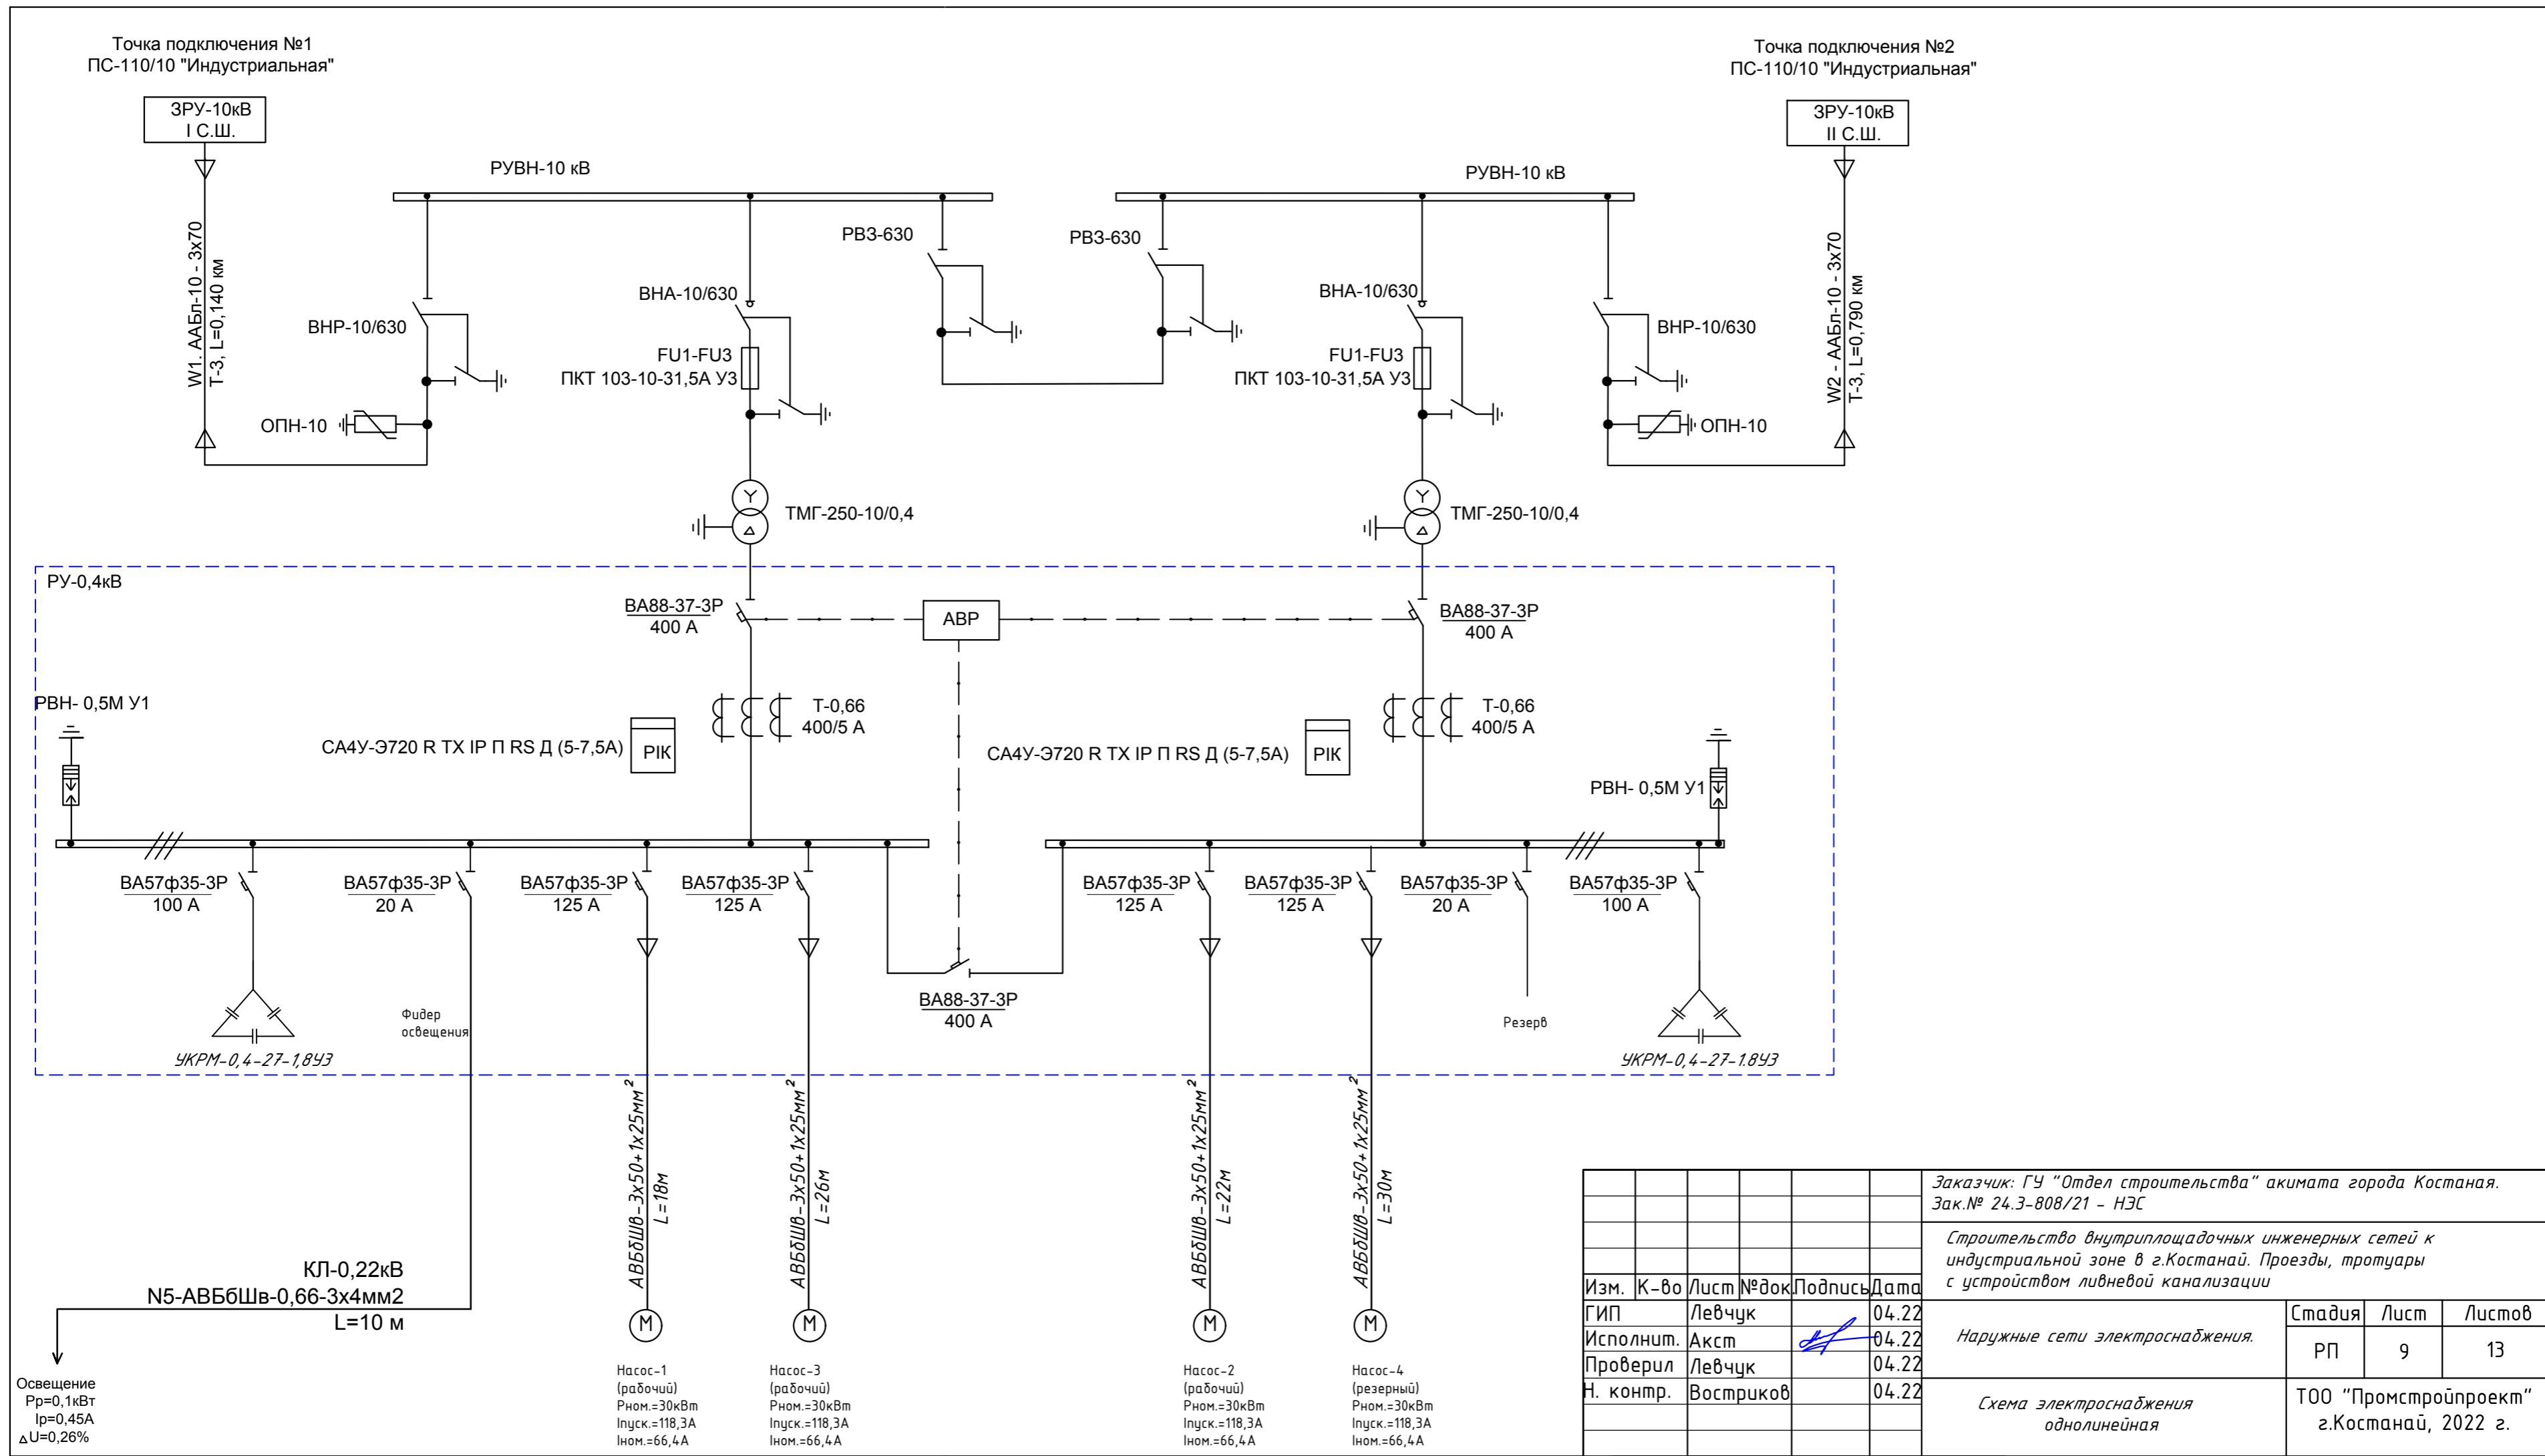 Точка подключения №1
ПС-110/10 "Индустриальная"
Точка подключения №2
ПС-110/10 "Индустриальная"
ЗРУ-10кВ
I С.Ш.
ЗРУ-10кВ
II С.Ш.
РУВН-10 кВ
РУВН-10 кВ
W1. ААБл-10 - 3х70
Т-3, L=0,140 км
ВНР-10/630
ОПН-10
ВНА-10/630
FU1-FU3
ПКТ 103-10-31,5А У3
РВЗ-630
РВЗ-630
ВНА-10/630
FU1-FU3
ПКТ 103-10-31,5А У3
ВНР-10/630
ОПН-10
W2 - ААБл-10 - 3х70
Т-3, L=0,790 км
ТМГ-250-10/0,4
ТМГ-250-10/0,4
РУ-0,4кВ
ВА88-37-3Р
400 А
АВР
ВА88-37-3Р
400 А
РВН- 0,5М У1
СА4У-Э720 R TX IP П RS Д (5-7,5А)
PIK
Т-0,66
400/5 А
СА4У-Э720 R TX IP П RS Д (5-7,5А)
PIK
Т-0,66
400/5 А
РВН- 0,5М У1
ВА57ф35-3Р
100 А
ВА57ф35-3Р
20 А
ВА57ф35-3Р
125 А
ВА57ф35-3Р
125 А
ВА57ф35-3Р
125 А
ВА57ф35-3Р
125 А
ВА57ф35-3Р
20 А
ВА57ф35-3Р
100 А
ВА88-37-3Р
400 А
Фидер
освещения
Резерв
УКРМ-0,4-27-1,8У3
УКРМ-0,4-27-1.8У3
АВБбШв-3х50+1х25мм²
L=18м
АВБбШв-3х50+1х25мм²
L=26м
АВБбШв-3х50+1х25мм²
L=22м
АВБбШв-3х50+1х25мм²
L=30м
КЛ-0,22кВ
N5-АВБбШв-0,66-3х4мм2
L=10 м
Освещение
Рр=0,1кВт
Iр=0,45А
△U=0,26%
М
М
М
М
Насос-1
(рабочий)
Рном.=30кВт
Iпуск.=118,3А
Iном.=66,4А
Насос-3
(рабочий)
Рном.=30кВт
Iпуск.=118,3А
Iном.=66,4А
Насос-2
(рабочий)
Рном.=30кВт
Iпуск.=118,3А
Iном.=66,4А
Насос-4
(резерный)
Рном.=30кВт
Iпуск.=118,3А
Iном.=66,4А
Заказчик: ГУ "Отдел строительства" акимата города Костаная.
Зак.№ 24.3-808/21 - НЭС
Строительство внутриплощадочных инженерных сетей к
индустриальной зоне в г.Костанай. Проезды, тротуары
с устройством ливневой канализации
Изм. К-во Лист №док Подпись Дата
ГИП Левчук 04.22
Исполнит. Акст 04.22
Проверил Левчук 04.22
Н. контр. Востриков 04.22
Наружные сети электроснабжения.
Стадия Лист Листов
РП 9 13
Схема электроснабжения
однолинейная
ТОО "Промстройпроект"
г.Костанай, 2022 г.